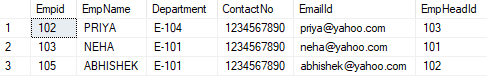 Empid EmpName Department ContactNo EmailId EmpHeadId
1 102 PRIYA E-104 1234567890 priya@yahoo.com 103
2 103 NEHA E-101 1234567890 neha@yahoo.com 101
3 105 ABHISHEK E-101 1234567890 abhishek@yahoo.com 102